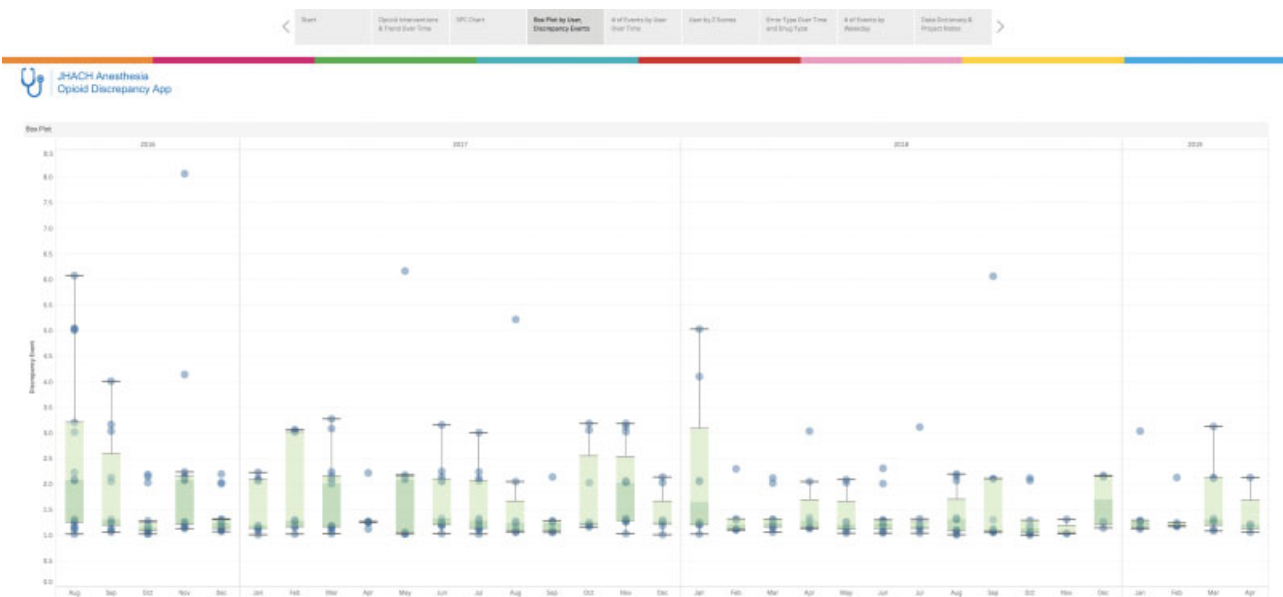 Start
Opioid Interventions
& Trend Over Time
SPC Chart
Box Plot by User,
Discrepancy Events
# of Events by User
Over Time
User by Z Scores
Error Type Over Time
and Drug Type
# of Events by
Weekday
Data Dictionary &
Project Notes
JHACH Anesthesia
Opioid Discrepancy App
Box Plot
2016 2017 2018 2019
8.5
8.0
7.5
7.0
6.5
6.0
5.5
5.0
4.5
4.0
3.5
3.0
2.5
2.0
1.5
1.0
0.5
0.0
Discrepancy Event
Aug Sep Oct Nov Dec Jan Feb Mar Apr May Jun Jul Aug Sep Oct Nov Dec Jan Feb Mar Apr May Jun Jul Aug Sep Oct Nov Dec Jan Feb Mar Apr